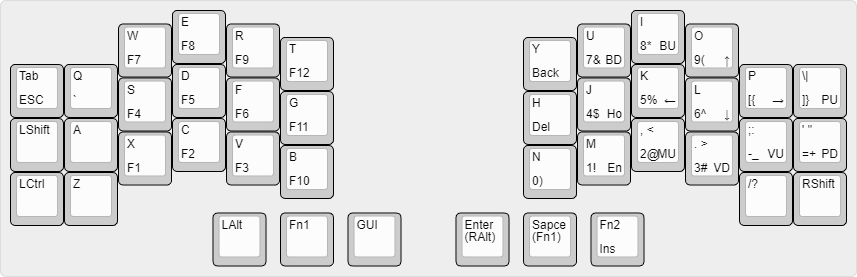 Tab
ESC
Q
`
W
F7
E
F8
R
F9
T
F12
Y
Back
U
7& BD
I
8* BU
O
9( ↑
P
[{ →
\|
]} PU
LShift
A
S
F4
D
F5
F
F6
G
F11
H
Del
J
4$ Ho
K
5% ←
L
6^ ↓
;:
-_ VU
' "
=+ PD
LCtrl
Z
X
F1
C
F2
V
F3
B
F10
N
0)
M
1! En
, <
2@MU
. >
3# VD
/?
RShift
LAlt
Fn1
GUI
Enter
(RAlt)
Sapce
(Fn1)
Fn2
Ins